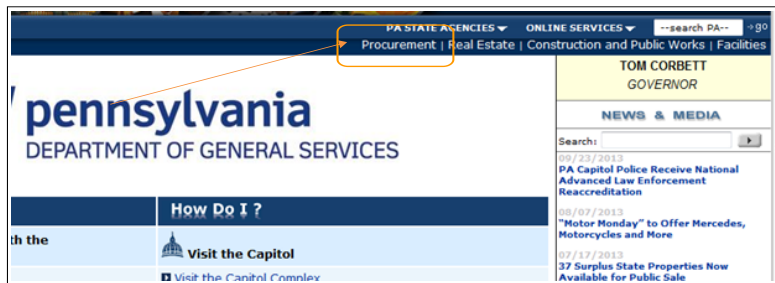 PA STATE AGENCIES ONLINE SERVICES --search PA-- go
Procurement | Real Estate | Construction and Public Works | Facilities
TOM CORBETT
GOVERNOR
pennsylvania
DEPARTMENT OF GENERAL SERVICES
NEWS & MEDIA
Search:
09/23/2013
PA Capitol Police Receive National
Advanced Law Enforcement
Reaccreditation
08/07/2013
"Motor Monday" to Offer Mercedes,
Motorcycles and More
07/17/2013
37 Surplus State Properties Now
Available for Public Sale
How Do I ?
th the
Visit the Capitol
Visit the Capitol Complex